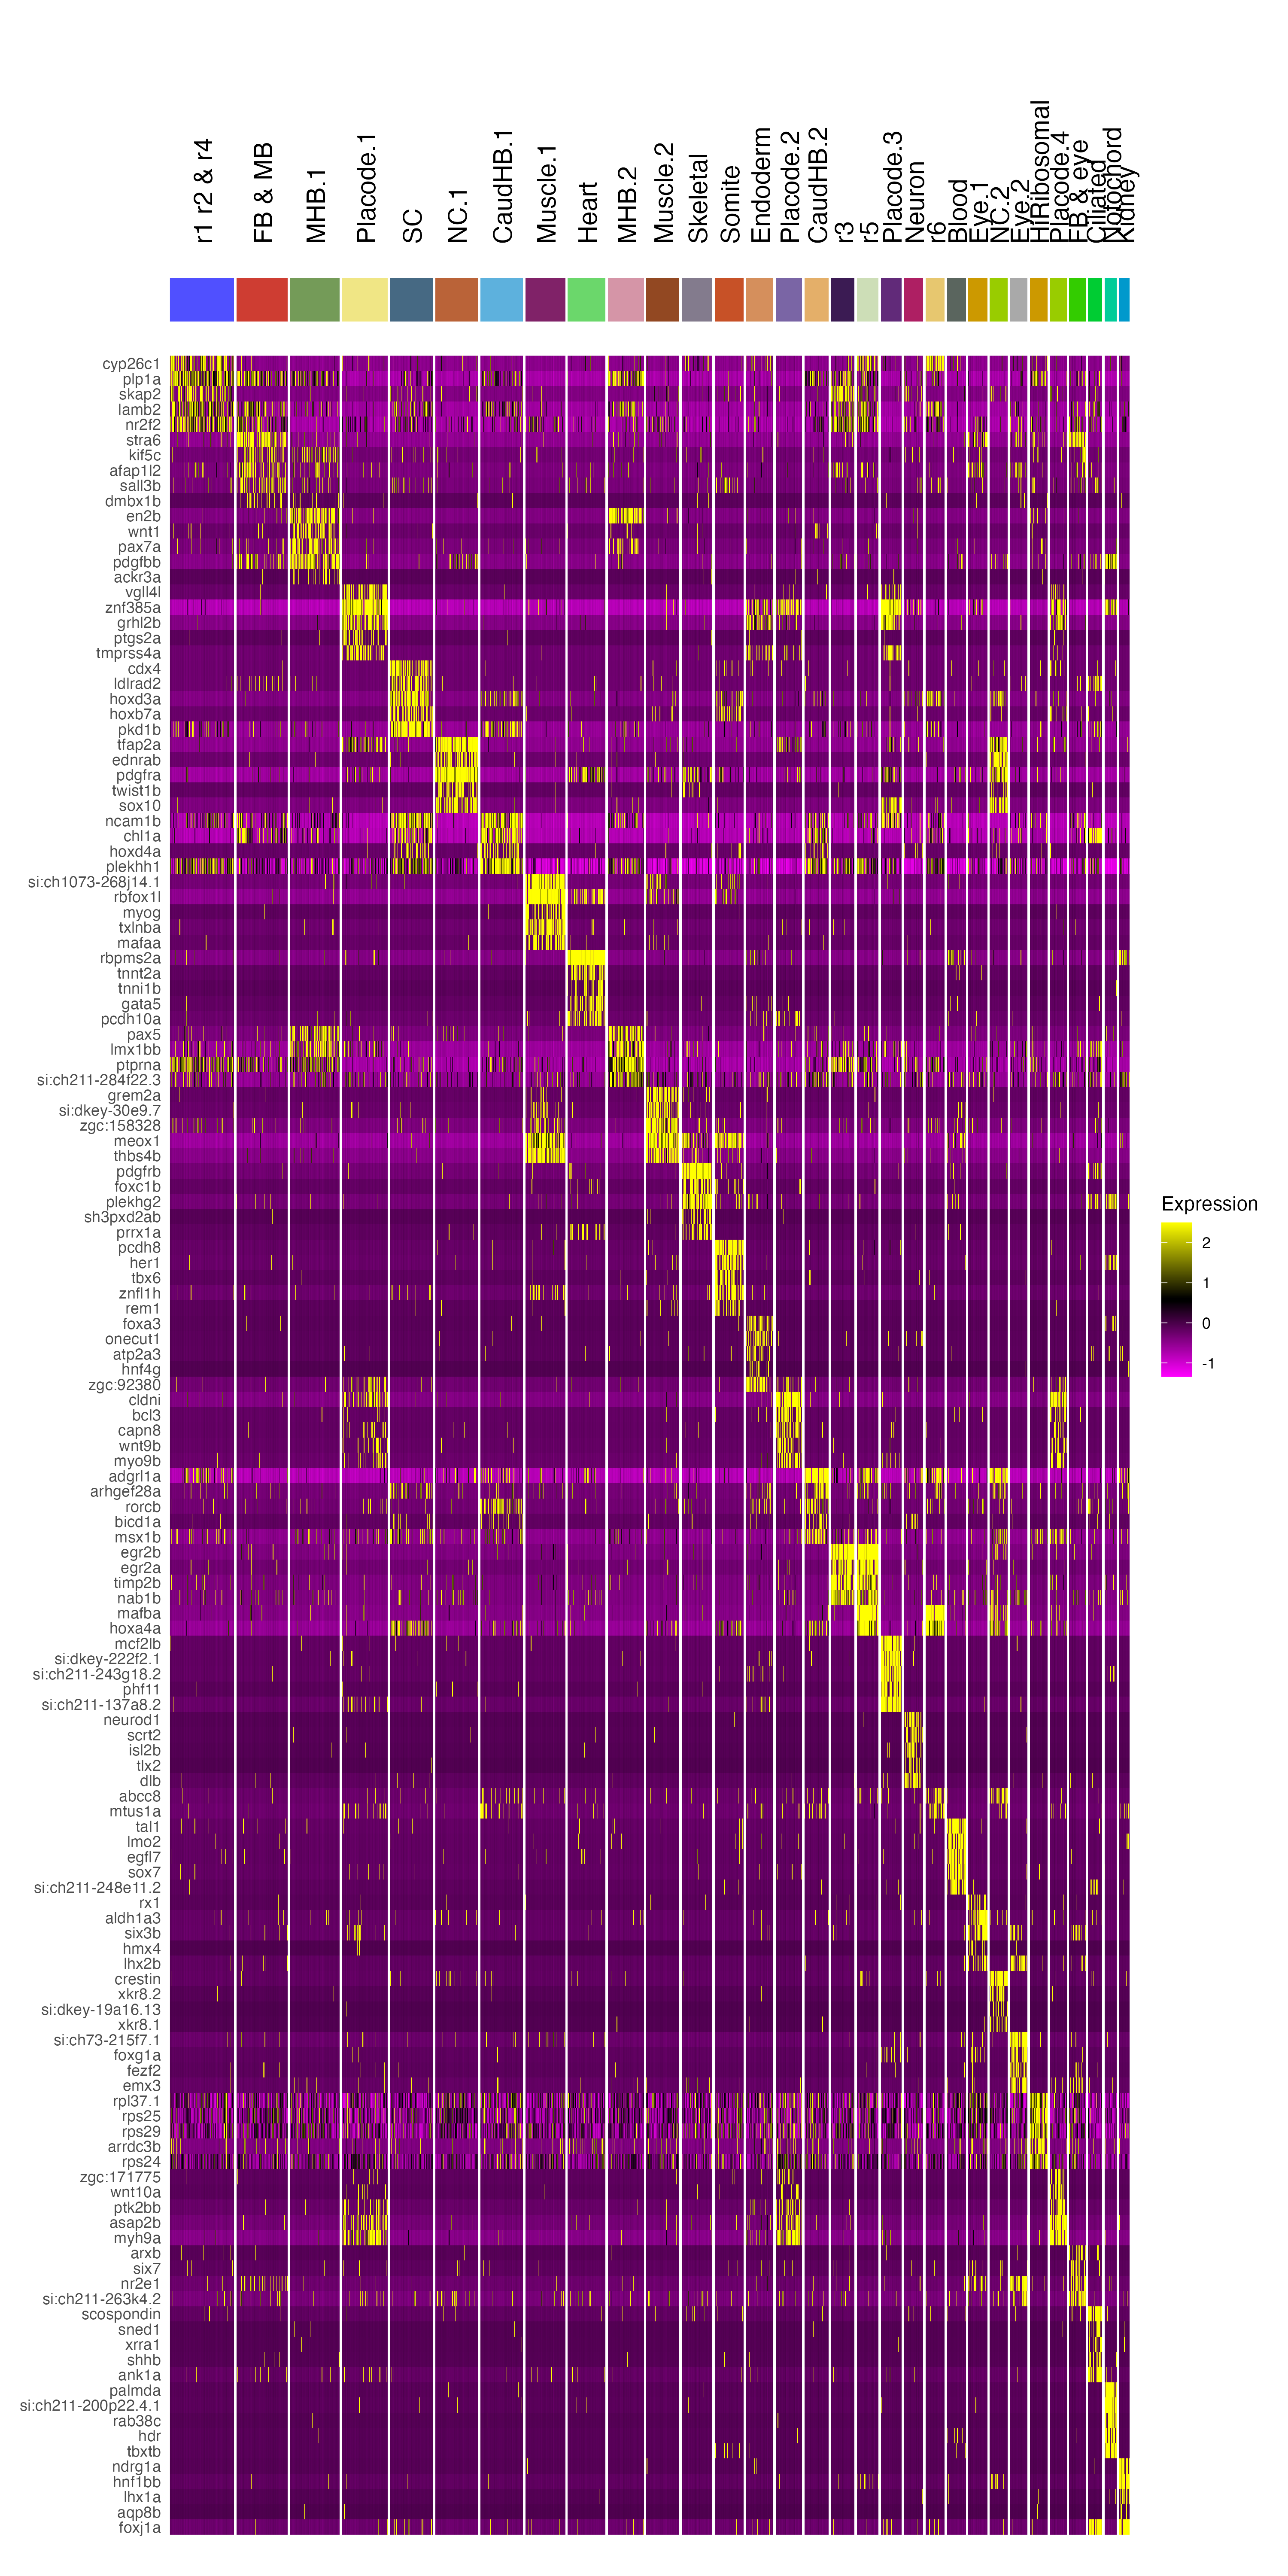 r1 r2 & r4
FB & MB
MHB.1
Placode.1
SC
NC.1
CaudHB.1
Muscle.1
Heart
MHB.2
Muscle.2
Skeletal
Somite
Endoderm
Placode.2
CaudHB.2
r3
r5
Placode.3
Neuron
r6
Blood
Eye.1
NC.2
Eye.2
HRibosomal
Placode.4
FB & eye
Ciliated
Notochord
Kidney
cyp26c1
plp1a
skap2
lamb2
nr2f2
stra6
kif5c
afap1l2
sall3b
dmbx1b
en2b
wnt1
pax7a
pdgfbb
ackr3a
vgll4l
znf385a
grhl2b
ptgs2a
tmprss4a
cdx4
ldlrad2
hoxd3a
hoxb7a
pkd1b
tfap2a
ednrab
pdgfra
twist1b
sox10
ncam1b
chl1a
hoxd4a
plekhh1
si:ch1073-268j14.1
rbfox1l
myog
txlnba
mafaa
rbpms2a
tnnt2a
tnni1b
gata5
pcdh10a
pax5
lmx1bb
ptprna
si:ch211-284f22.3
grem2a
si:dkey-30e9.7
zgc:158328
meox1
thbs4b
pdgfrb
foxc1b
plekhg2
sh3pxd2ab
prrx1a
pcdh8
her1
tbx6
znfl1h
rem1
foxa3
onecut1
atp2a3
hnf4g
zgc:92380
cldni
bcl3
capn8
wnt9b
myo9b
adgrl1a
arhgef28a
rorcb
bicd1a
msx1b
egr2b
egr2a
timp2b
nab1b
mafba
hoxa4a
mcf2lb
si:dkey-222f2.1
si:ch211-243g18.2
phf11
si:ch211-137a8.2
neurod1
scrt2
isl2b
tlx2
dlb
abcc8
mtus1a
tal1
lmo2
egfl7
sox7
si:ch211-248e11.2
rx1
aldh1a3
six3b
hmx4
lhx2b
crestin
xkr8.2
si:dkey-19a16.13
xkr8.1
si:ch73-215f7.1
foxg1a
fezf2
emx3
rpl37.1
rps25
rps29
arrdc3b
rps24
zgc:171775
wnt10a
ptk2bb
asap2b
myh9a
arxb
six7
nr2e1
si:ch211-263k4.2
scospondin
sned1
xrra1
shhb
ank1a
palmda
si:ch211-200p22.4.1
rab38c
hdr
tbxtb
ndrg1a
hnf1bb
lhx1a
aqp8b
foxj1a
Expression
2
1
0
-1